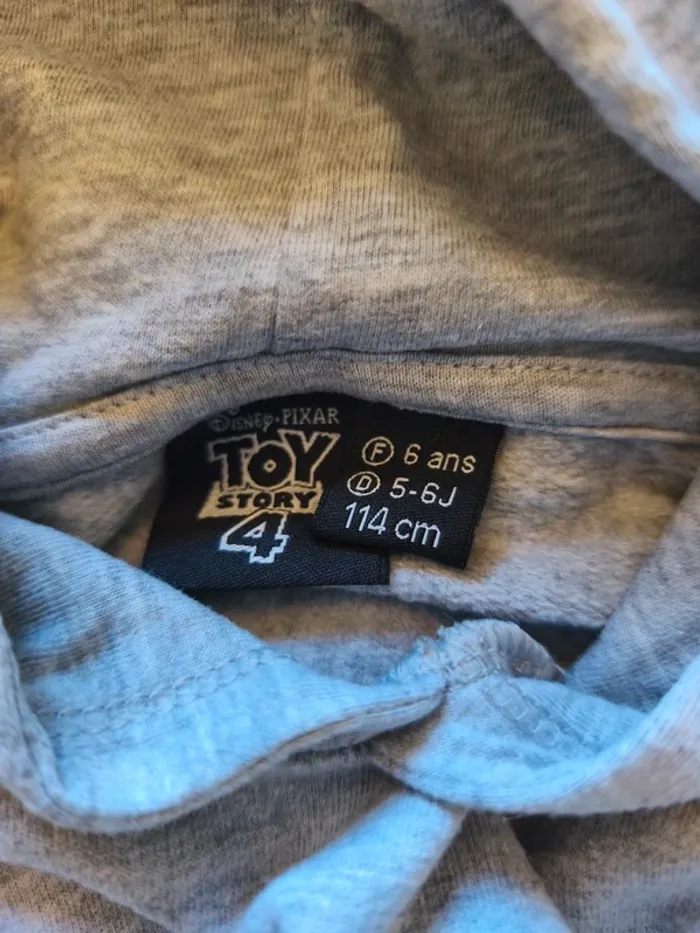 DISNEY·PIXAR
TOY
STORY
4
F 6 ans
D 5-6J
114 cm